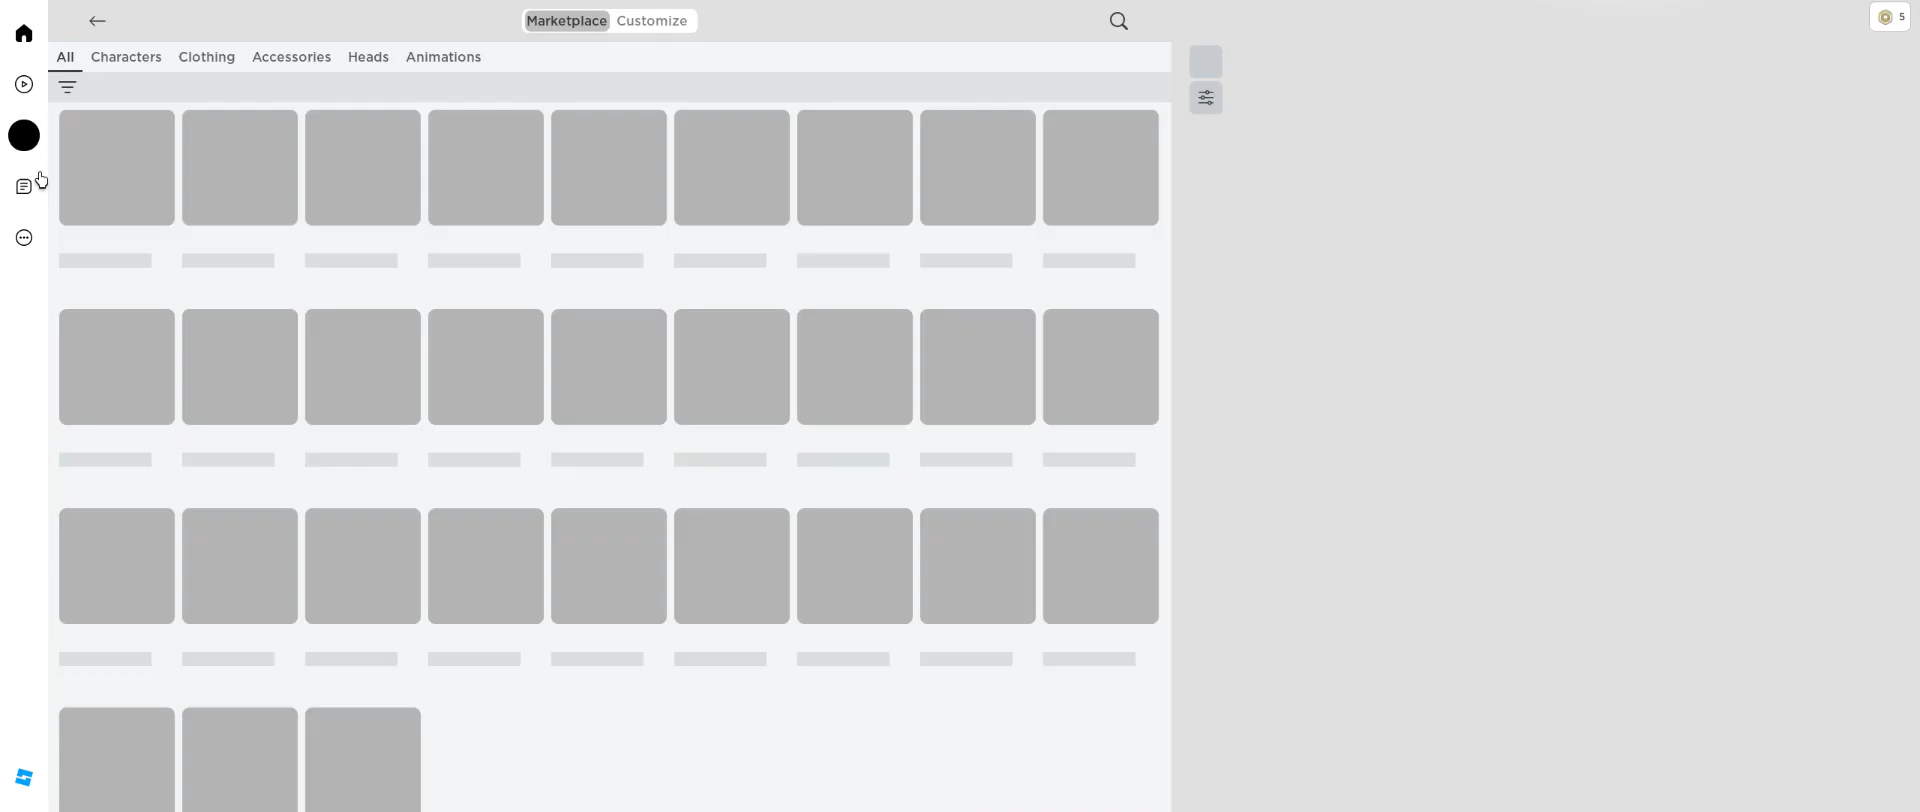 Marketplace Customize
5
All Characters Clothing Accessories Heads Animations